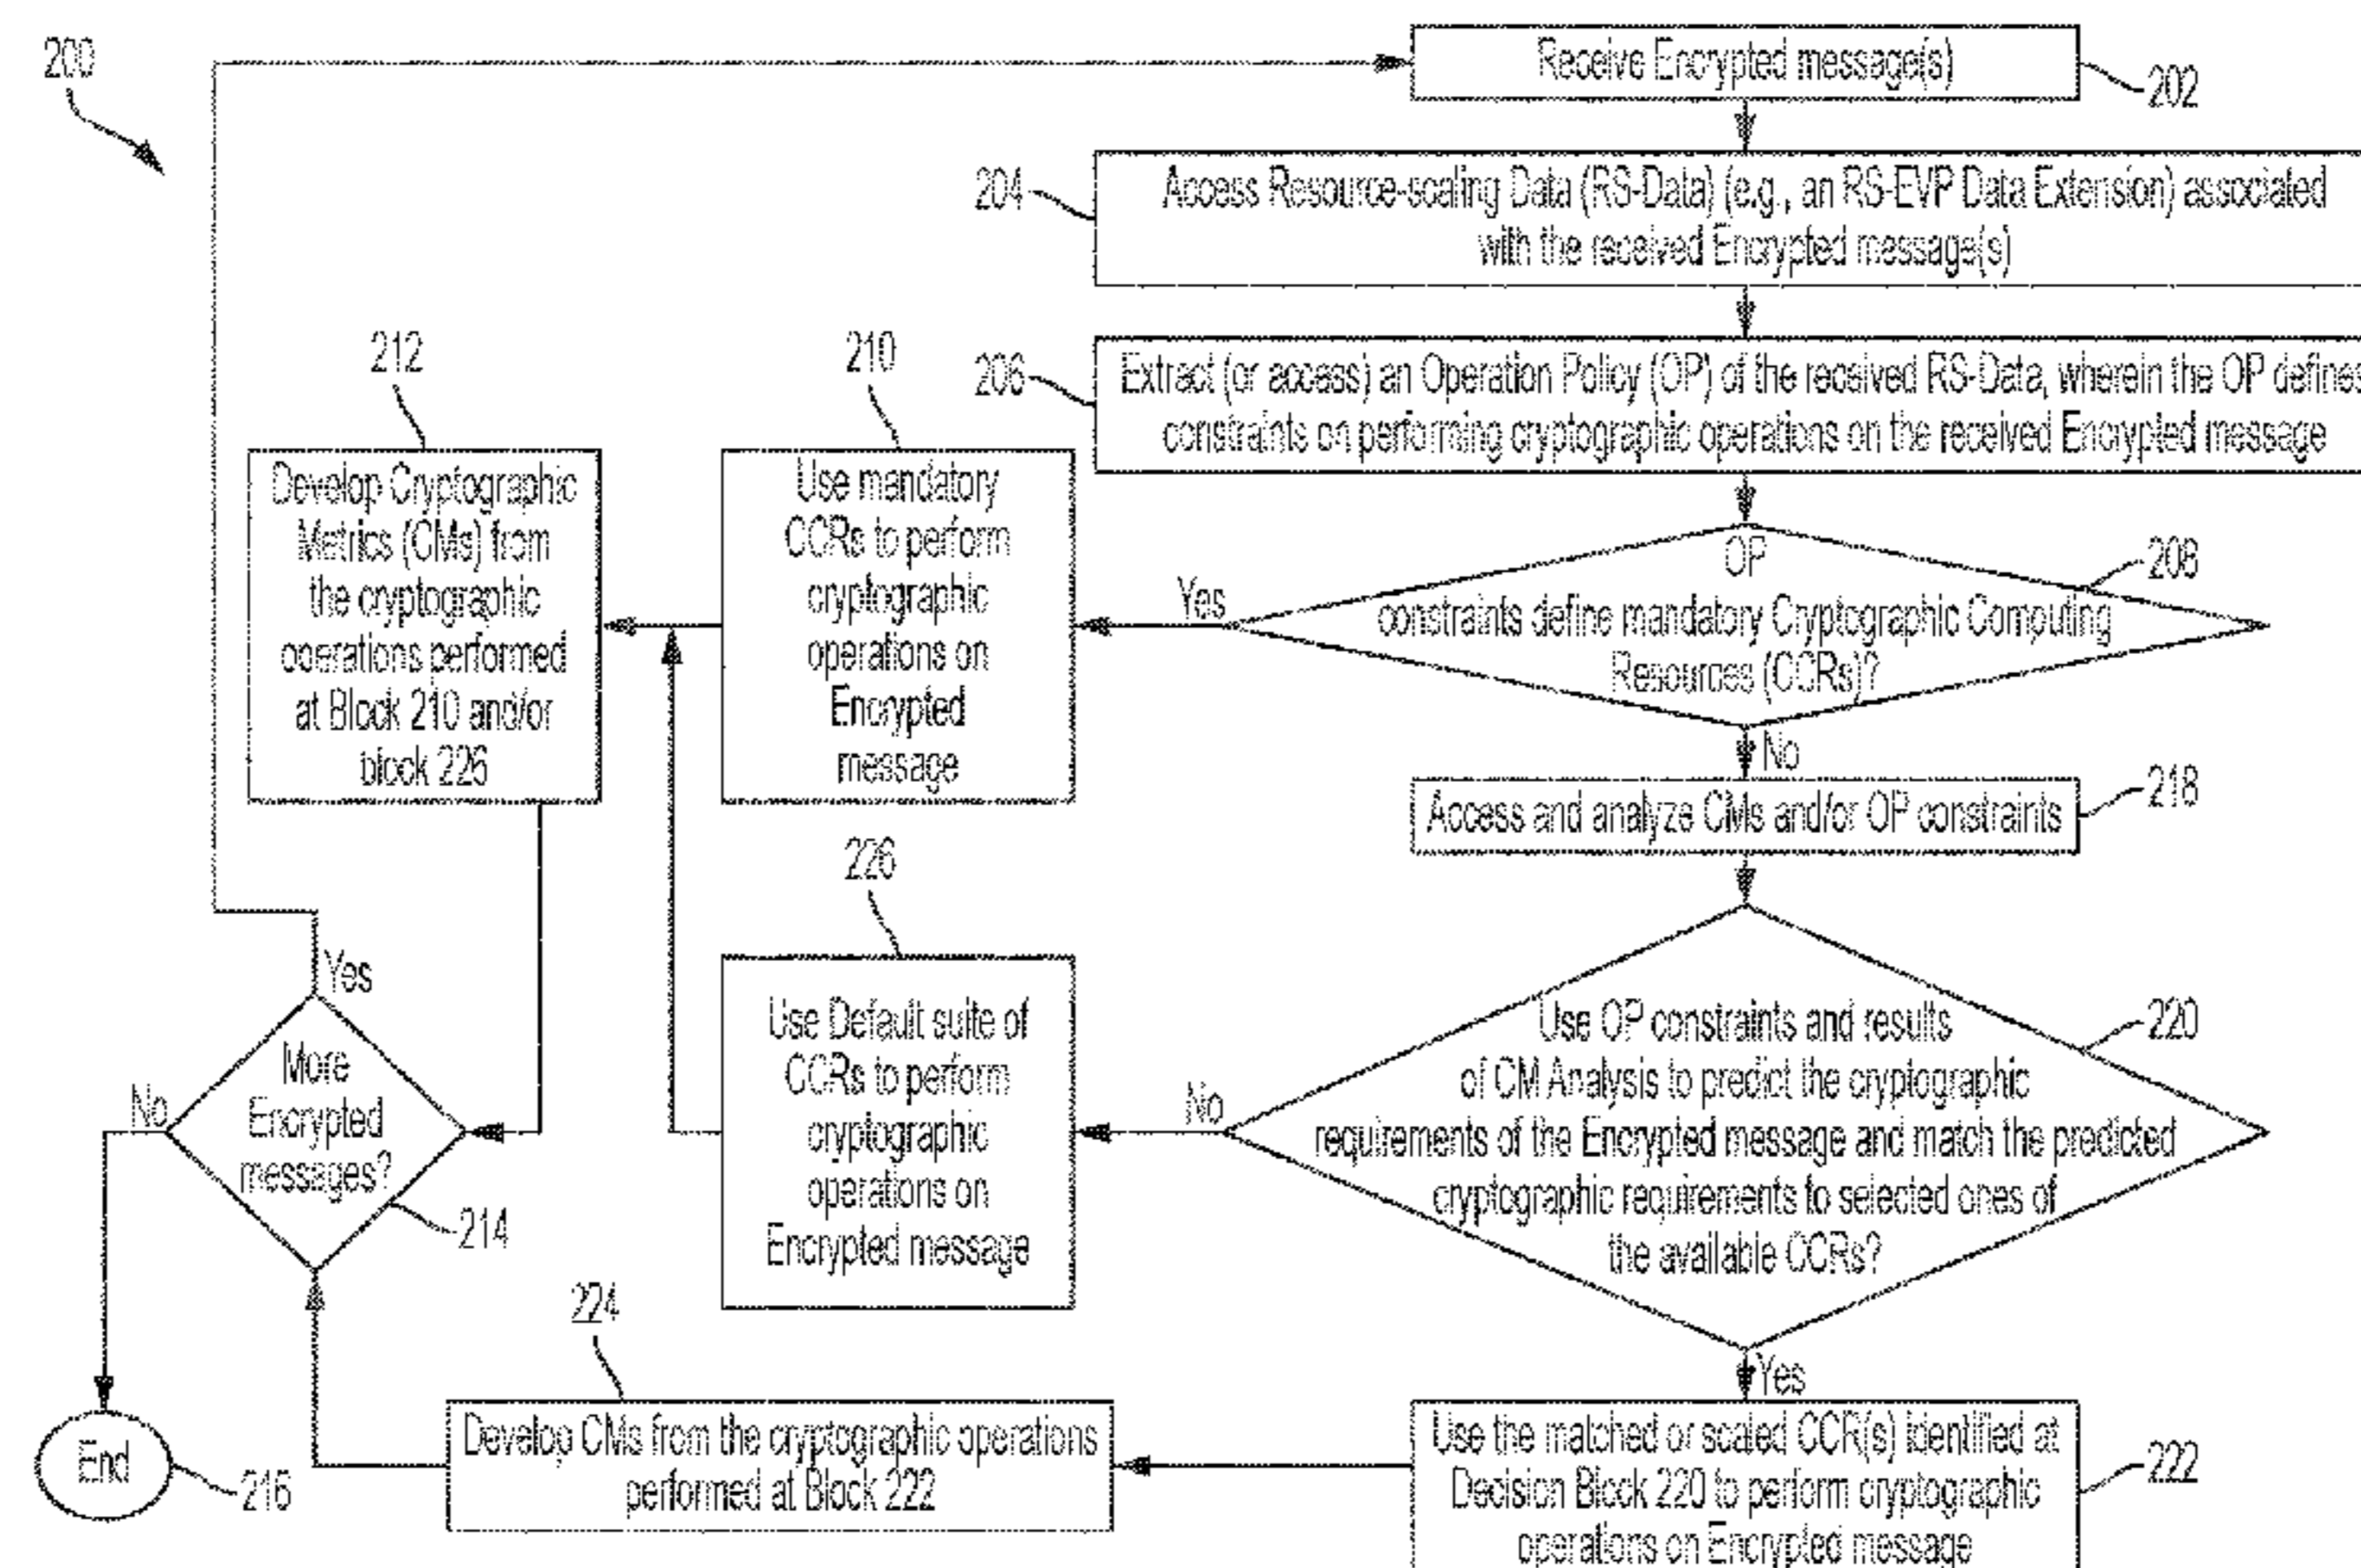 200
Receive Encrypted message(s)
202
204
Access Resource-scaling Data (RS-Data) (e.g., an RS-EVP Data Extension) associated
with the received Encrypted message(s)
206
Extract (or access) an Operation Policy (OP) of the received RS-Data, wherein the OP defines
constraints on performing cryptographic operations on the received Encrypted message
208
OP
constraints define mandatory Cryptographic Computing
Resources (CCRs)?
Yes
No
210
Use mandatory
CCRs to perform
cryptographic
operations on
Encrypted
message
212
Develop Cryptographic
Metrics (CMs) from
the cryptographic
operations performed
at Block 210 and/or
block 226
218
Access and analyze CMs and/or OP constraints
220
Use OP constraints and results
of CM Analysis to predict the cryptographic
requirements of the Encrypted message and match the predicted
cryptographic requirements to selected ones of
the available CCRs?
No
Yes
226
Use Default suite of
CCRs to perform
cryptographic
operations on
Encrypted message
Yes
No
More
Encrypted
messages?
214
End
216
224
Develop CMs from the cryptographic operations
performed at Block 222
Use the matched or scaled CCR(s) identified at
Decision Block 220 to perform cryptographic
operations on Encrypted message
222